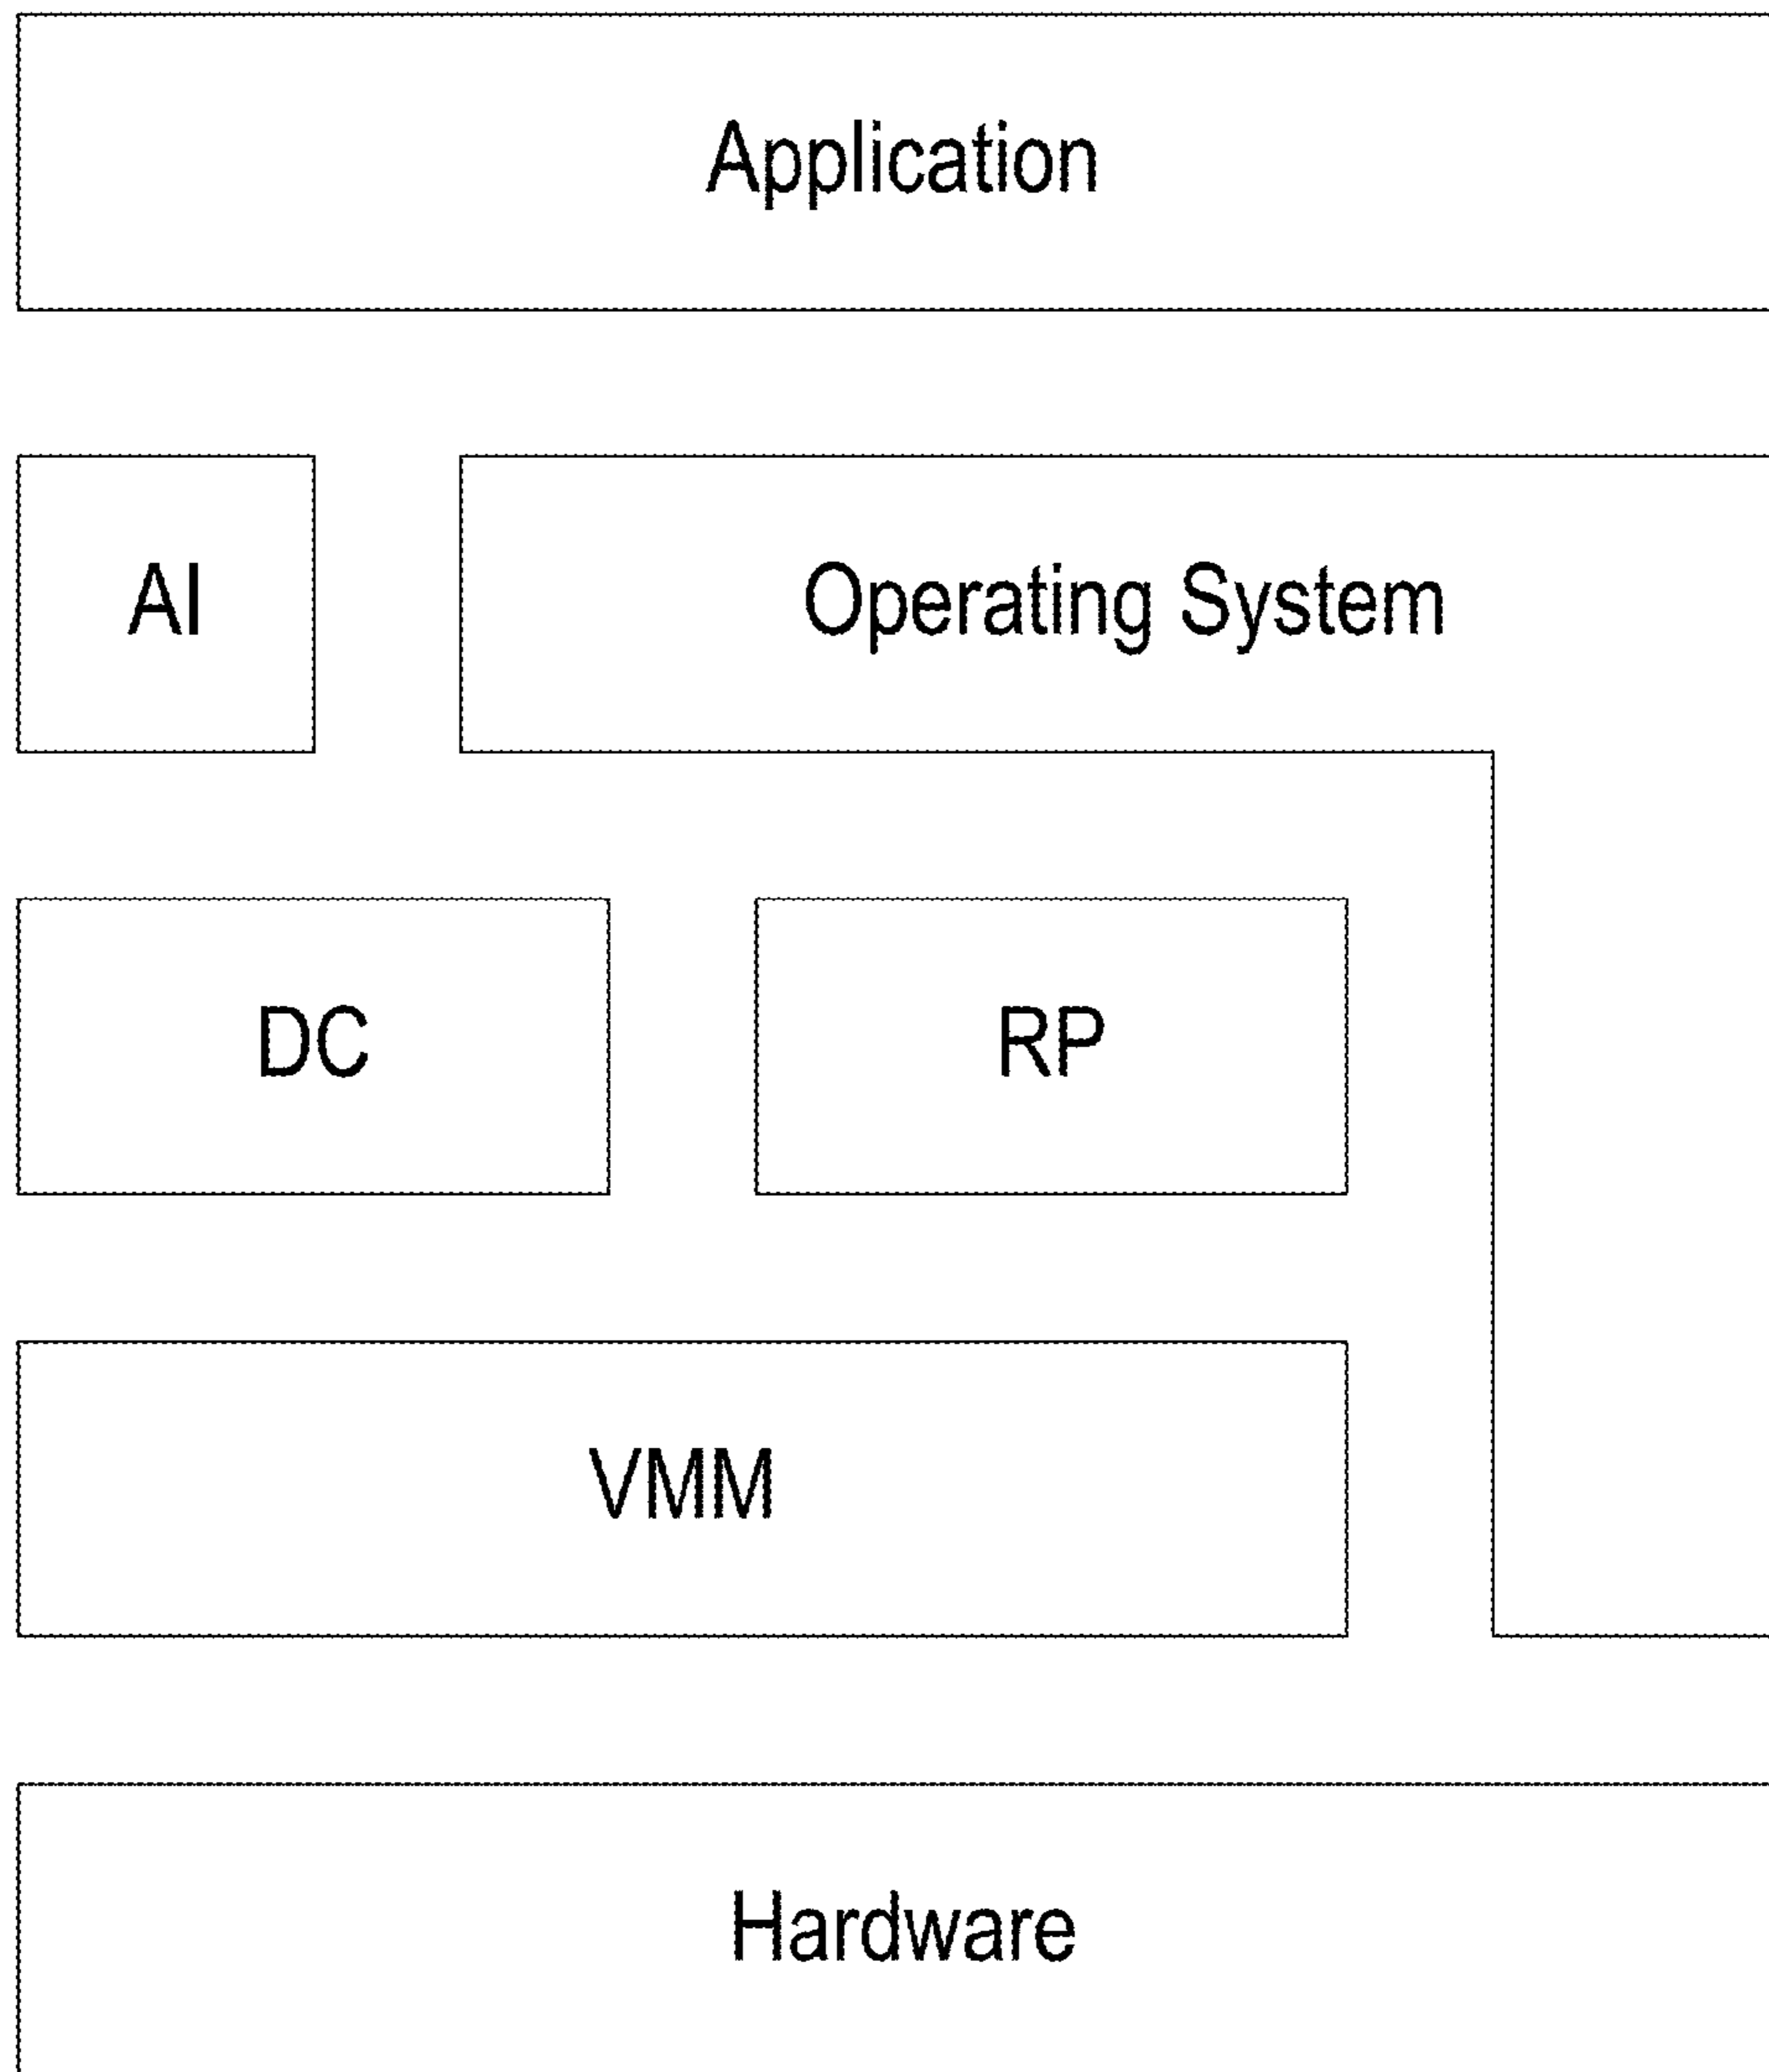 Application
AI
Operating System
DC
RP
VMM
Hardware